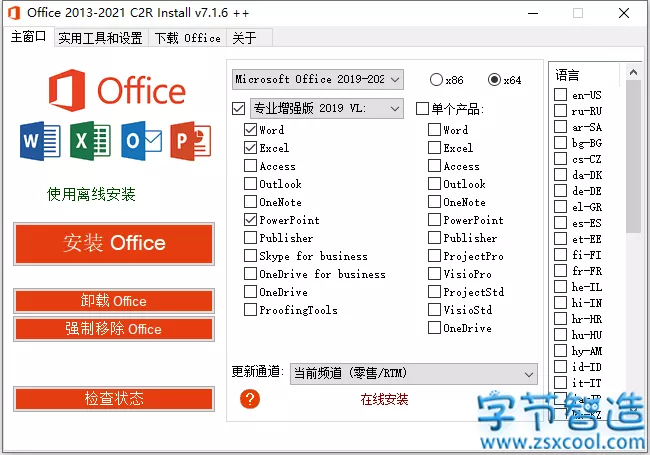 Office 2013-2021 C2R Install v7.1.6 ++
主窗口 实用工具和设置 下载 Office 关于
Office
使用离线安装
安装 Office
卸载 Office
强制移除 Office
检查状态
Microsoft Office 2019-202
x86 x64
专业增强版 2019 VL:
Word
Excel
Access
Outlook
OneNote
PowerPoint
Publisher
Skype for business
OneDrive for business
OneDrive
ProofingTools
单个产品:
Word
Excel
Access
Outlook
OneNote
PowerPoint
Publisher
ProjectPro
VisioPro
ProjectStd
VisioStd
OneDrive
更新通道: 当前频道 (零售/RTM)
在线安装
语言
en-US
ru-RU
ar-SA
bg-BG
cs-CZ
da-DK
de-DE
el-GR
es-ES
et-EE
fi-FI
fr-FR
he-IL
hi-IN
hr-HR
hu-HU
hy-AM
id-ID
it-IT
字节智造
www.zsxcool.com